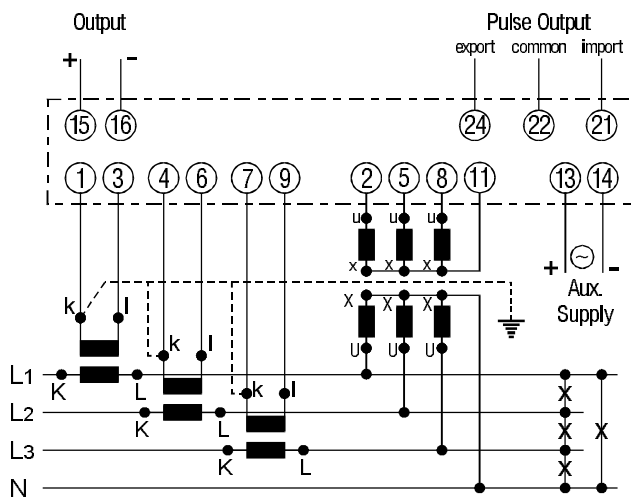 Output
Pulse Output
export common import
+ -
15 16 24 22 21
1 3 4 6 7 9 2 5 8 11 13 14
u u u
x x x
+ ~ -
Aux.
Supply
k l
X X X
k l
U U U
L1 K L X
k l
L2 K L X X
L3 K L X
N